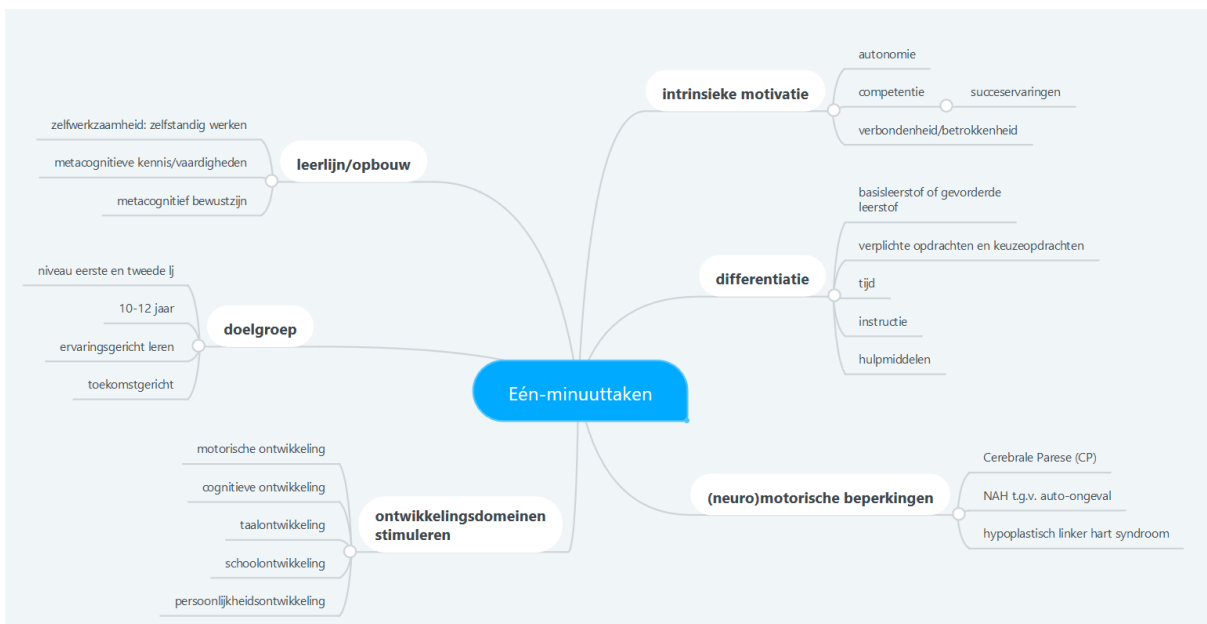 Eén-minuuttaken
intrinsieke motivatie
autonomie
competentie
succeservaringen
verbondenheid/betrokkenheid
differentiatie
basisleerstof of gevorderde
leerstof
verplichte opdrachten en keuzeopdrachten
tijd
instructie
hulpmiddelen
(neuro)motorische beperkingen
Cerebrale Parese (CP)
NAH t.g.v. auto-ongeval
hypoplastisch linker hart syndroom
leerlijn/opbouw
zelfwerkzaamheid: zelfstandig werken
metacognitieve kennis/vaardigheden
metacognitief bewustzijn
doelgroep
niveau eerste en tweede lj
10-12 jaar
ervaringsgericht leren
toekomstgericht
ontwikkelingsdomeinen
stimuleren
motorische ontwikkeling
cognitieve ontwikkeling
taalontwikkeling
schoolontwikkeling
persoonlijkheidsontwikkeling